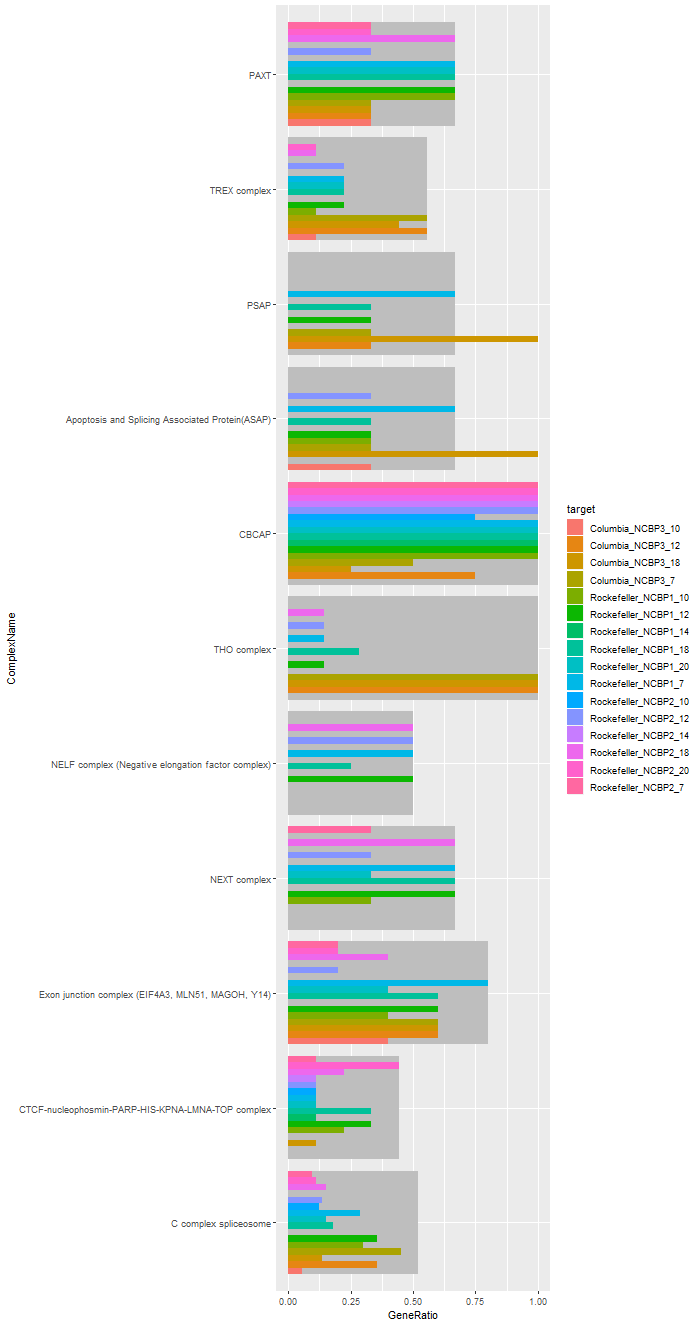 PAXT
TREX complex
PSAP
Apoptosis and Splicing Associated Protein(ASAP)
CBCAP
THO complex
NELF complex (Negative elongation factor complex)
NEXT complex
Exon junction complex (EIF4A3, MLN51, MAGOH, Y14)
CTCF-nucleophosmin-PARP-HIS-KPNA-LMNA-TOP complex
C complex spliceosome
ComplexName
0.00 0.25 0.50 0.75 1.00
GeneRatio
target
Columbia_NCBP3_10
Columbia_NCBP3_12
Columbia_NCBP3_18
Columbia_NCBP3_7
Rockefeller_NCBP1_10
Rockefeller_NCBP1_12
Rockefeller_NCBP1_14
Rockefeller_NCBP1_18
Rockefeller_NCBP1_20
Rockefeller_NCBP1_7
Rockefeller_NCBP2_10
Rockefeller_NCBP2_12
Rockefeller_NCBP2_14
Rockefeller_NCBP2_18
Rockefeller_NCBP2_20
Rockefeller_NCBP2_7